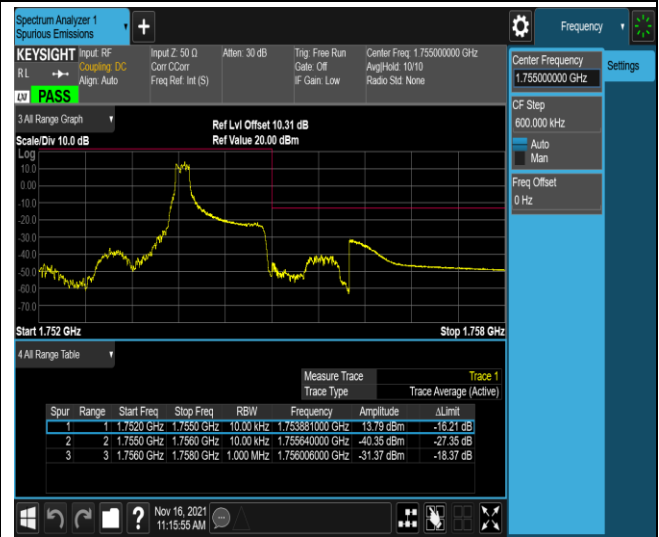 Spectrum Analyzer 1
Spurious Emissions
+
Frequency
KEYSIGHT Input: RF Input Z: 50 Ω Atten: 30 dB Trig: Free Run Center Freq: 1.755000000 GHz
RL Coupling: DC Corr CCorr Gate: Off Avg|Hold: 10/10
Align: Auto Freq Ref: Int (S) IF Gain: Low Radio Std: None
LXI PASS
Center Frequency
1.755000000 GHz
Settings
CF Step
600.000 kHz
Auto
Man
Freq Offset
0 Hz
3 All Range Graph
Ref Lvl Offset 10.31 dB
Scale/Div 10.0 dB Ref Value 20.00 dBm
Log
10.0
0.00
-10.0
-20.0
-30.0
-40.0
-50.0
-60.0
-70.0
Start 1.752 GHz Stop 1.758 GHz
4 All Range Table
Measure Trace Trace 1
Trace Type Trace Average (Active)
Spur Range Start Freq Stop Freq RBW Frequency Amplitude ΔLimit
1 1 1.7520 GHz 1.7550 GHz 10.00 kHz 1.753881000 GHz 13.79 dBm -16.21 dB
2 2 1.7550 GHz 1.7560 GHz 10.00 kHz 1.755640000 GHz -40.35 dBm -27.35 dB
3 3 1.7560 GHz 1.7580 GHz 1.000 MHz 1.756006000 GHz -31.37 dBm -18.37 dB
? Nov 16, 2021
11:15:55 AM